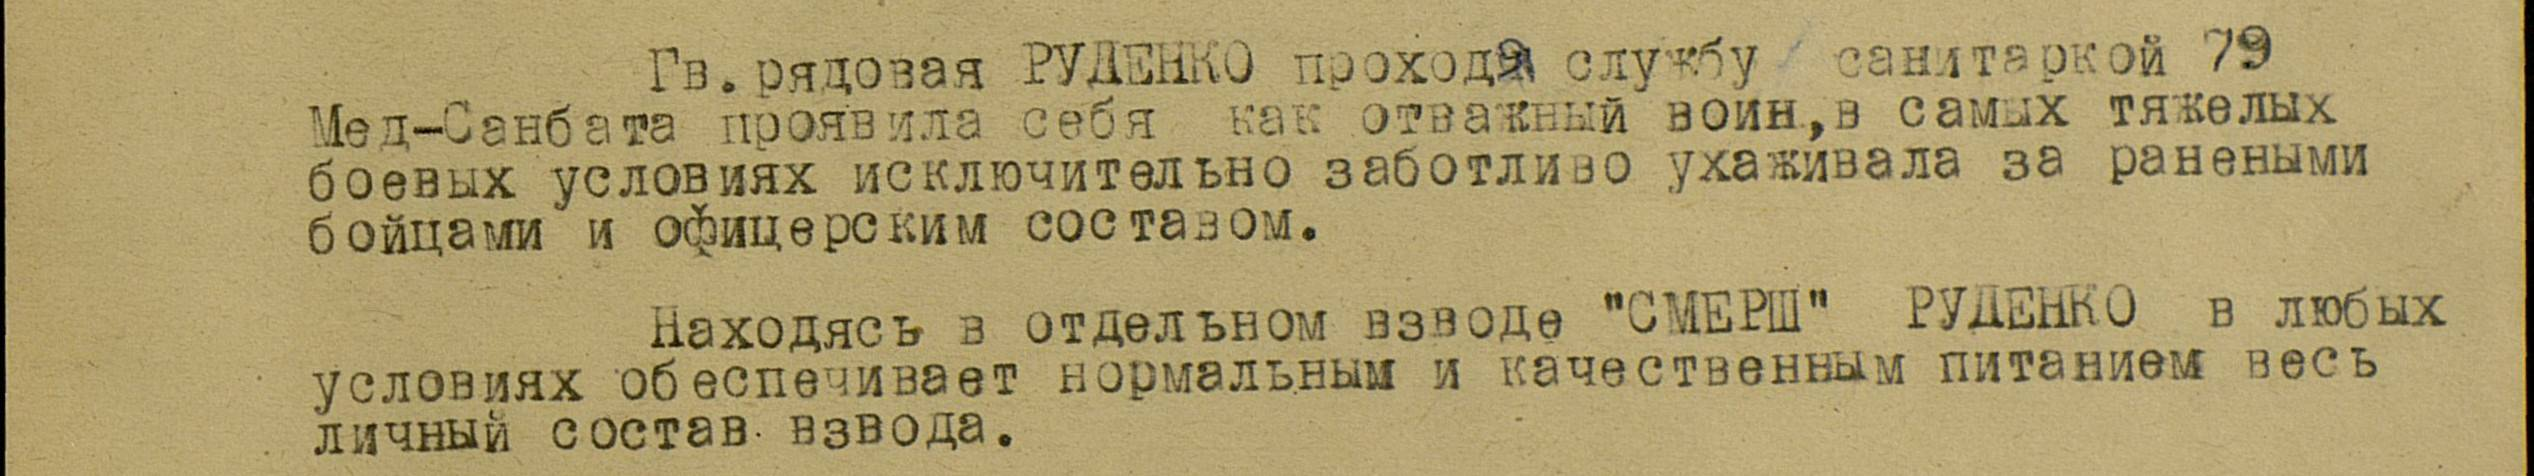 Гв.рядовая РУДЕНКО проходя службу санитаркой 79
Мед-Санбата проявила себя как отважный воин,в самых тяжелых
боевых условиях исключительно заботливо ухаживала за ранеными
бойцами и офицерским составом.
Находясь в отдельном взводе "СМЕРШ" РУДЕНКО в любых
условиях обеспечивает нормальным и качественным питанием весь
личный состав взвода.